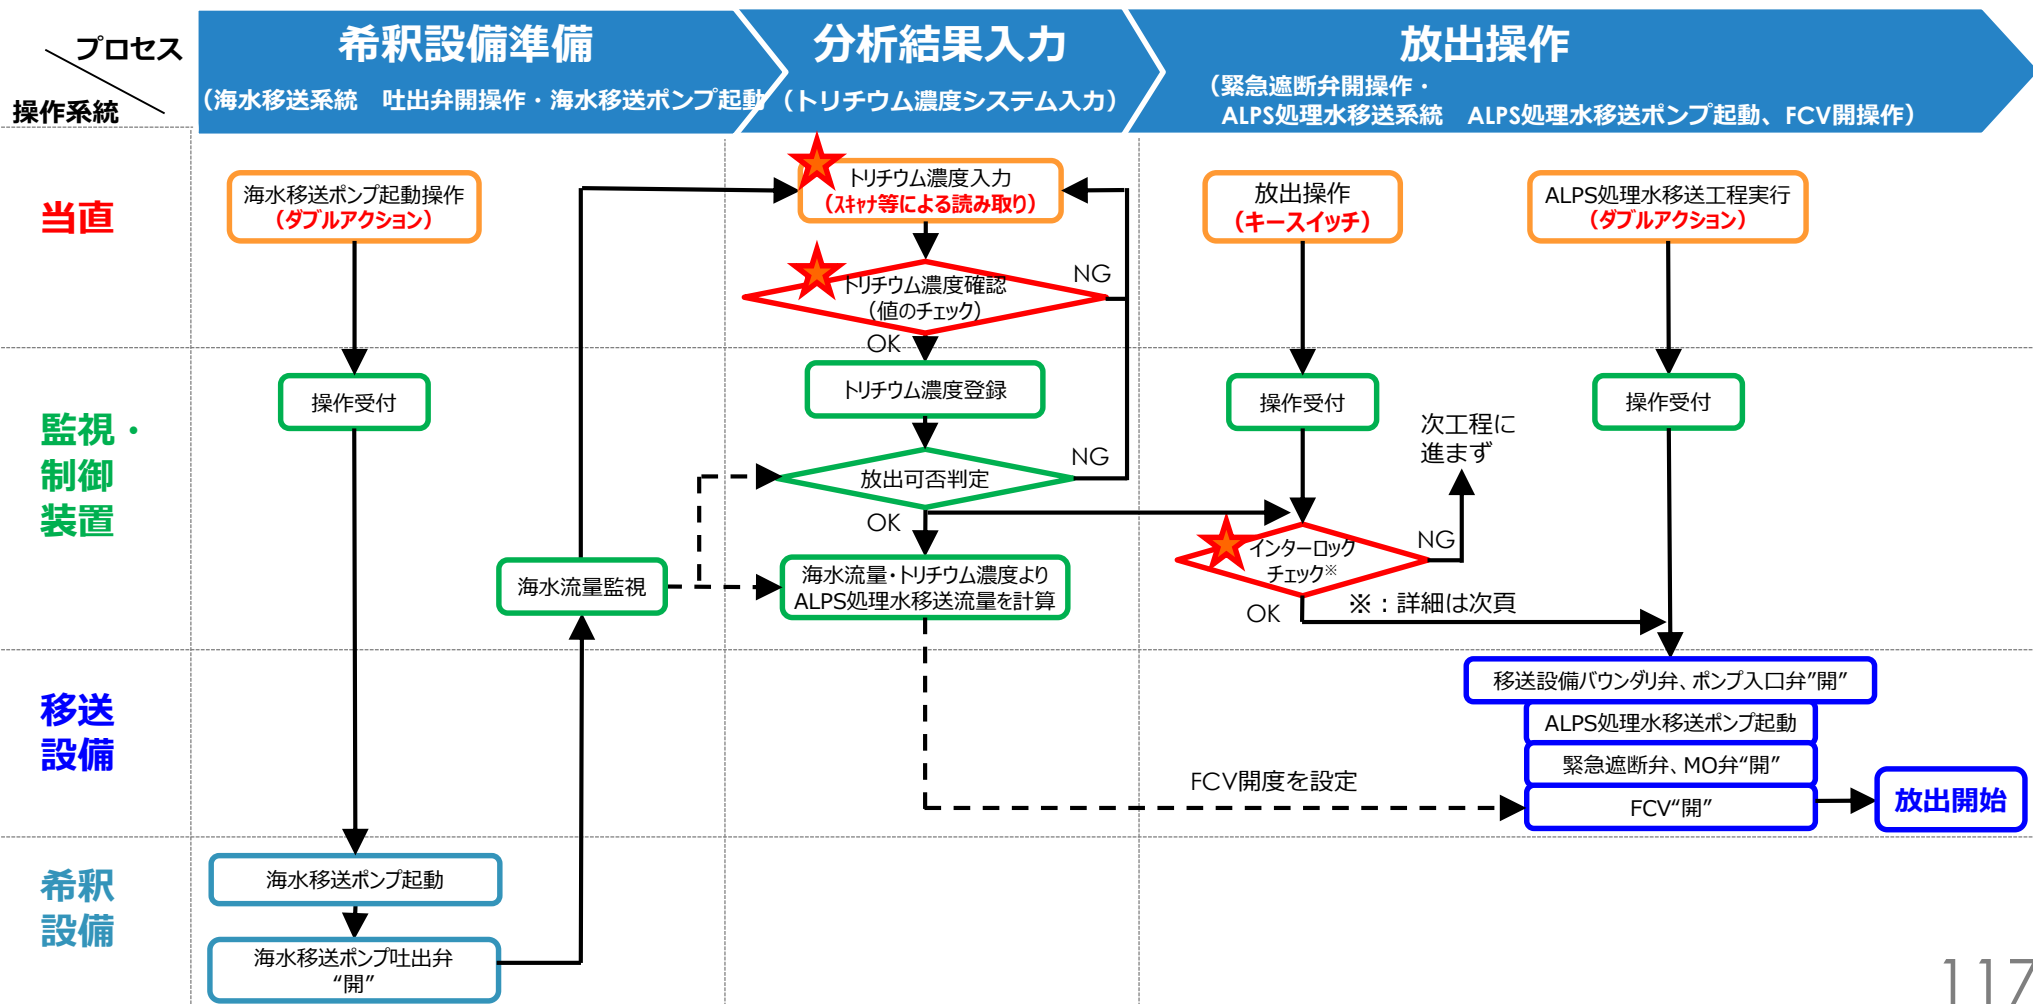 プロセス
操作系統
希釈設備準備
（海水移送系統　吐出弁開操作・海水移送ポンプ起動）
分析結果入力
（トリチウム濃度システム入力）
放出操作
（緊急遮断弁開操作・
ALPS処理水移送系統　ALPS処理水移送ポンプ起動、FCV開操作）
当直
海水移送ポンプ起動操作
（ダブルアクション）
トリチウム濃度入力
（スキャナ等による読み取り）
放出操作
（キースイッチ）
ALPS処理水移送工程実行
（ダブルアクション）
トリチウム濃度確認
（値のチェック）
NG
OK
監視・
制御
装置
操作受付
トリチウム濃度登録
操作受付
操作受付
次工程に
進まず
放出可否判定
NG
OK
インターロック
チェック※
NG
OK
※：詳細は次頁
海水流量監視
海水流量・トリチウム濃度より
ALPS処理水移送流量を計算
移送
設備
移送設備バウンダリ弁、ポンプ入口弁”開”
ALPS処理水移送ポンプ起動
緊急遮断弁、MO弁“開”
FCV“開”
FCV開度を設定
放出開始
希釈
設備
海水移送ポンプ起動
海水移送ポンプ吐出弁
“開”
117